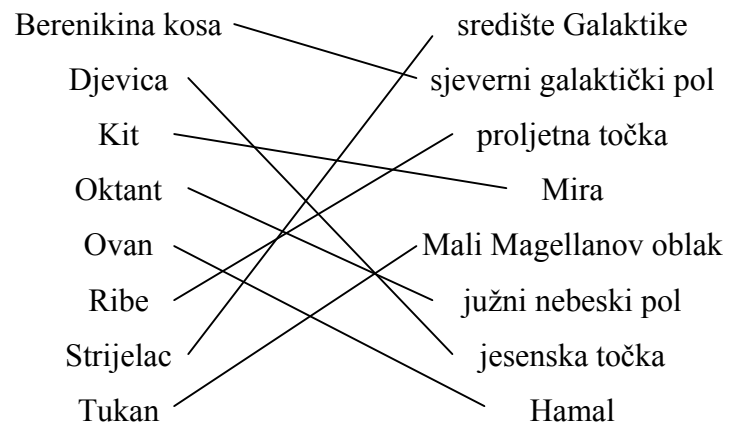 Berenikina kosa središte Galaktike
Djevica sjeverni galaktički pol
Kit proljetna točka
Oktant Mira
Ovan Mali Magellanov oblak
Ribe južni nebeski pol
Strijelac jesenska točka
Tukan Hamal